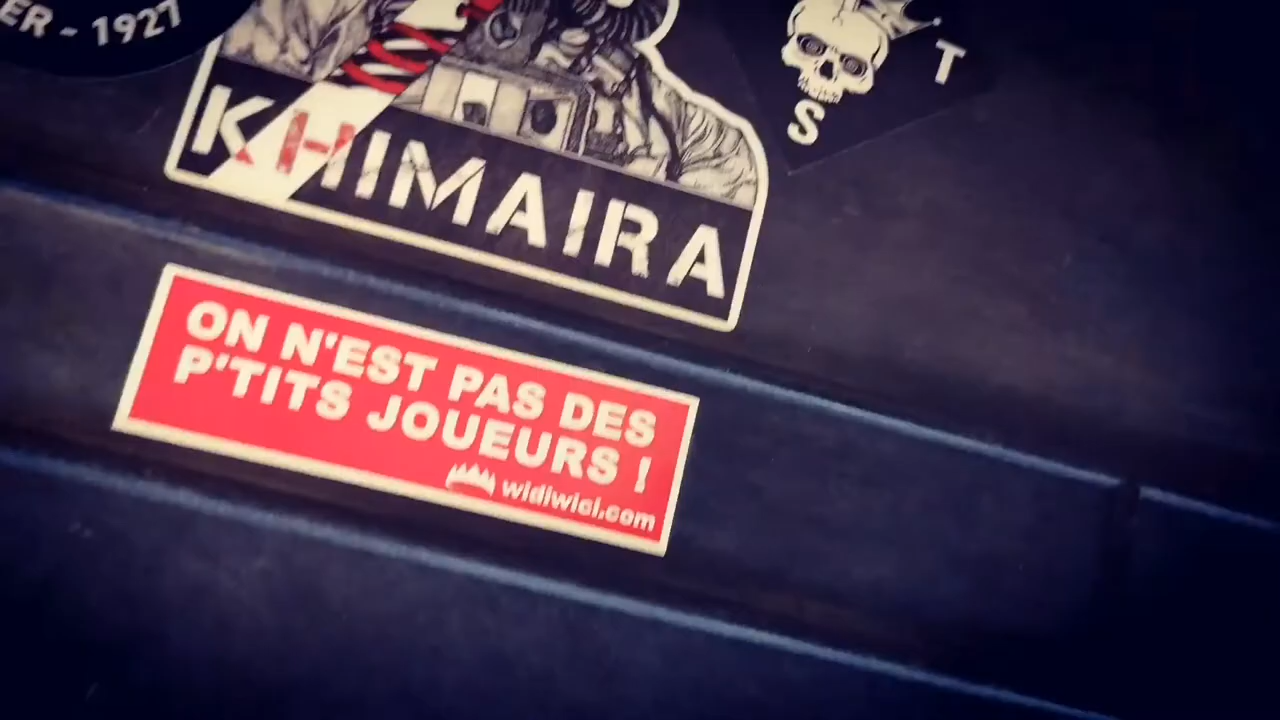 ER - 1927
KHIMAIRA
T
S
ON N'EST PAS DES
P'TITS JOUEURS !
widiwici.com